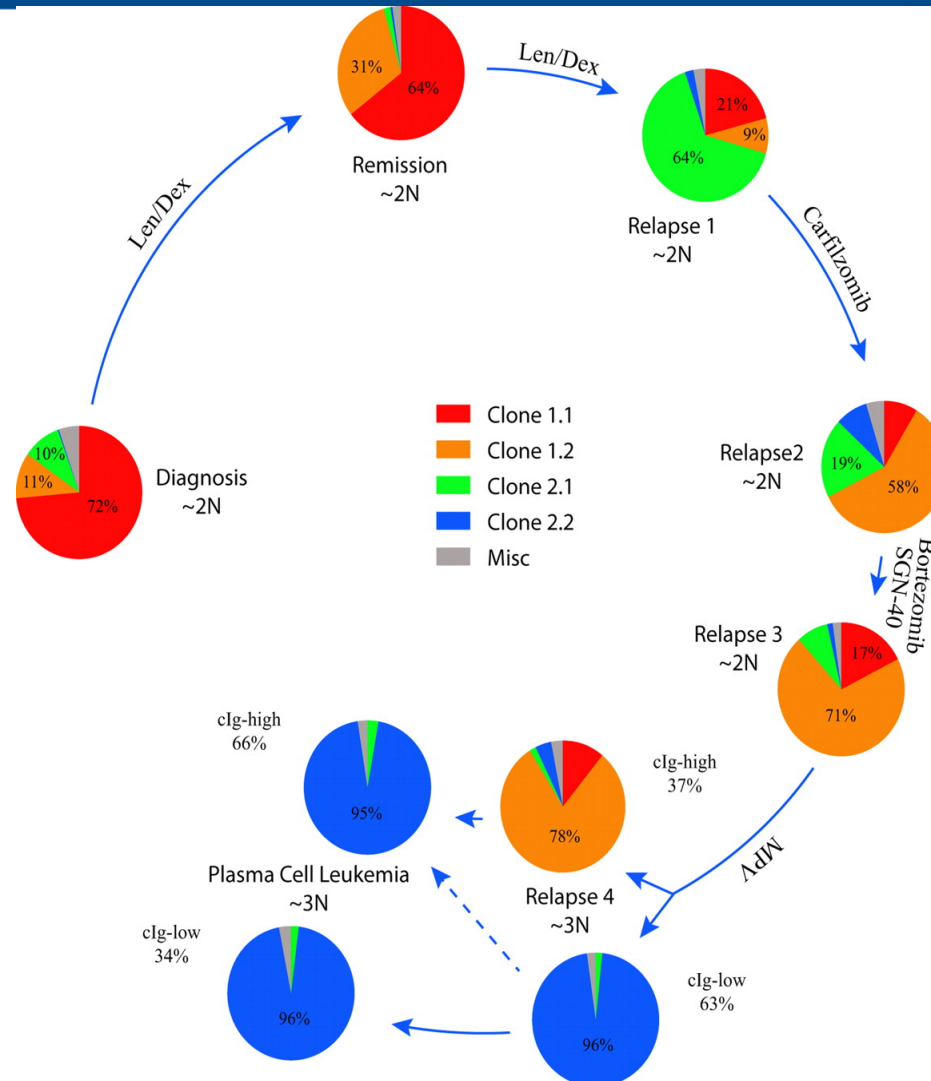 Len/Dex
31%
64%
Remission
~2N
Len/Dex
21%
9%
64%
Relapse 1
~2N
Carfilzomib
10%
11%
72%
Diagnosis
~2N
Clone 1.1
Clone 1.2
Clone 2.1
Clone 2.2
Misc
Relapse2
~2N
19%
58%
Bortezomib
SGN-40
Relapse 3
~2N
17%
71%
MPV
cIg-high
37%
78%
Relapse 4
~3N
cIg-low
63%
96%
cIg-high
66%
95%
Plasma Cell Leukemia
~3N
cIg-low
34%
96%